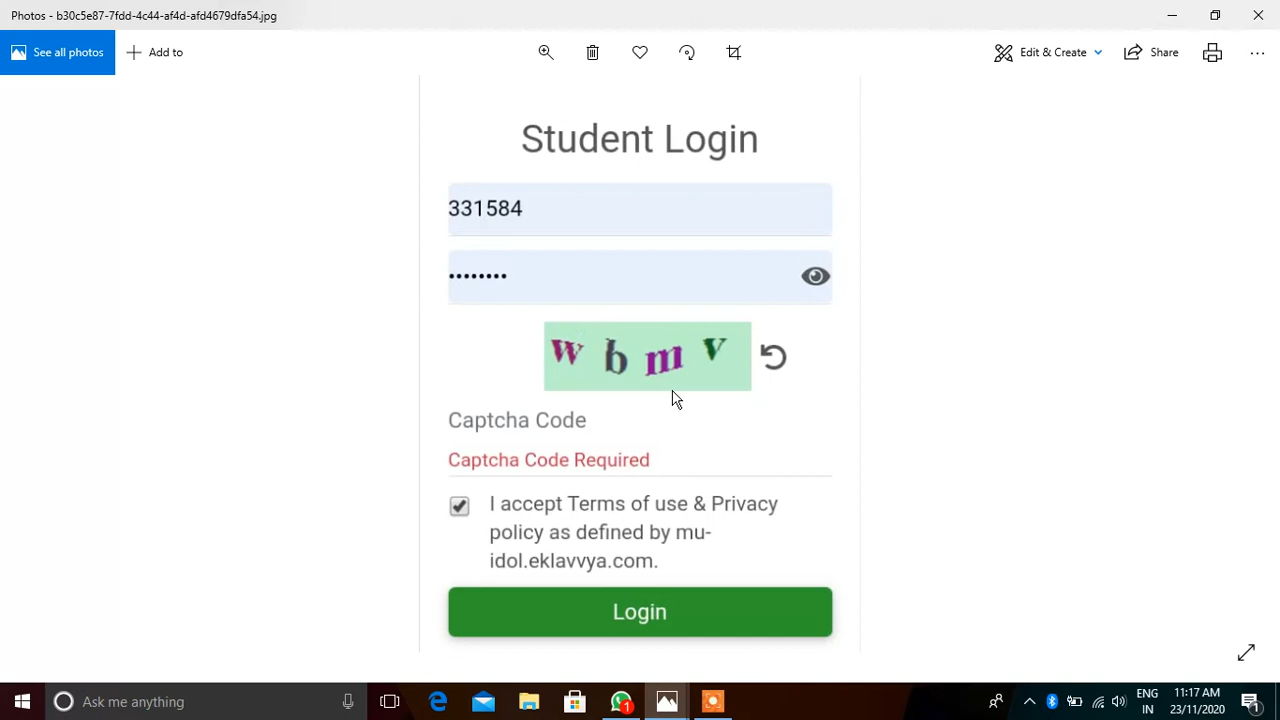 Photos - b30c5e87-7fdd-4c44-af4d-afd4679dfa54.jpg
See all photos
Add to
Edit & Create
Share
Student Login
331584
••••••••
w b m v
Captcha Code
Captcha Code Required
I accept Terms of use & Privacy
policy as defined by mu-
idol.eklavvya.com.
Login
Ask me anything
1
ENG
IN
11:17 AM
23/11/2020
1